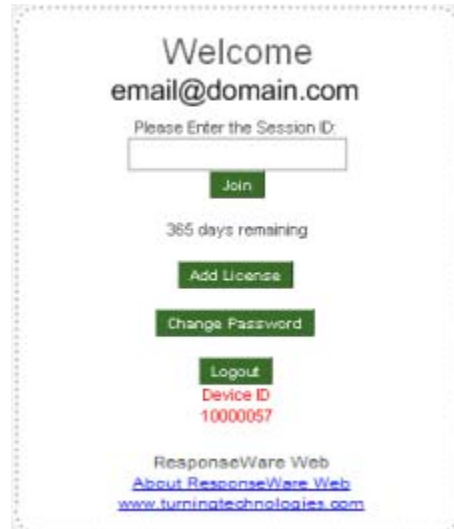 Welcome
email@domain.com
Please Enter the Session ID:
Join
365 days remaining
Add License
Change Password
Logout
Device ID
10000057
ResponseWare Web
About ResponseWare Web
www.turningtechnologies.com